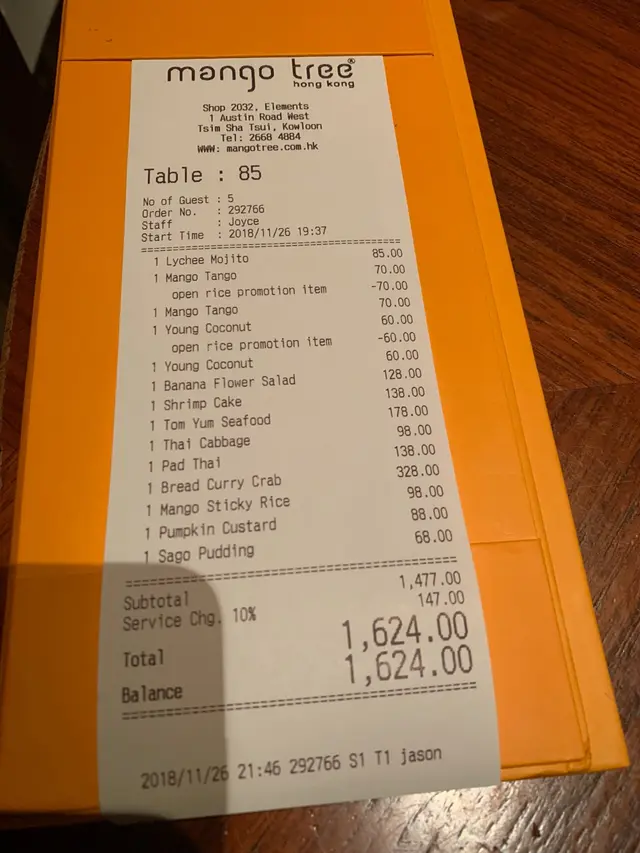 mango tree®
hong kong
Shop 2032, Elements
1 Austin Road West
Tsim Sha Tsui, Kowloon
Tel: 2668 4884
WWW: mangotree.com.hk
Table : 85
No of Guest : 5
Order No. : 292766
Staff : Joyce
Start Time : 2018/11/26 19:37
1 Lychee Mojito 85.00
1 Mango Tango 70.00
open rice promotion item -70.00
1 Mango Tango 70.00
1 Young Coconut 60.00
open rice promotion item -60.00
1 Young Coconut 60.00
1 Banana Flower Salad 128.00
1 Shrimp Cake 138.00
1 Tom Yum Seafood 178.00
1 Thai Cabbage 98.00
1 Pad Thai 138.00
1 Bread Curry Crab 328.00
1 Mango Sticky Rice 98.00
1 Pumpkin Custard 88.00
1 Sago Pudding 68.00
Subtotal 1,477.00
Service Chg. 10% 147.00
Total 1,624.00
Balance 1,624.00
2018/11/26 21:46 292766 S1 T1 jason